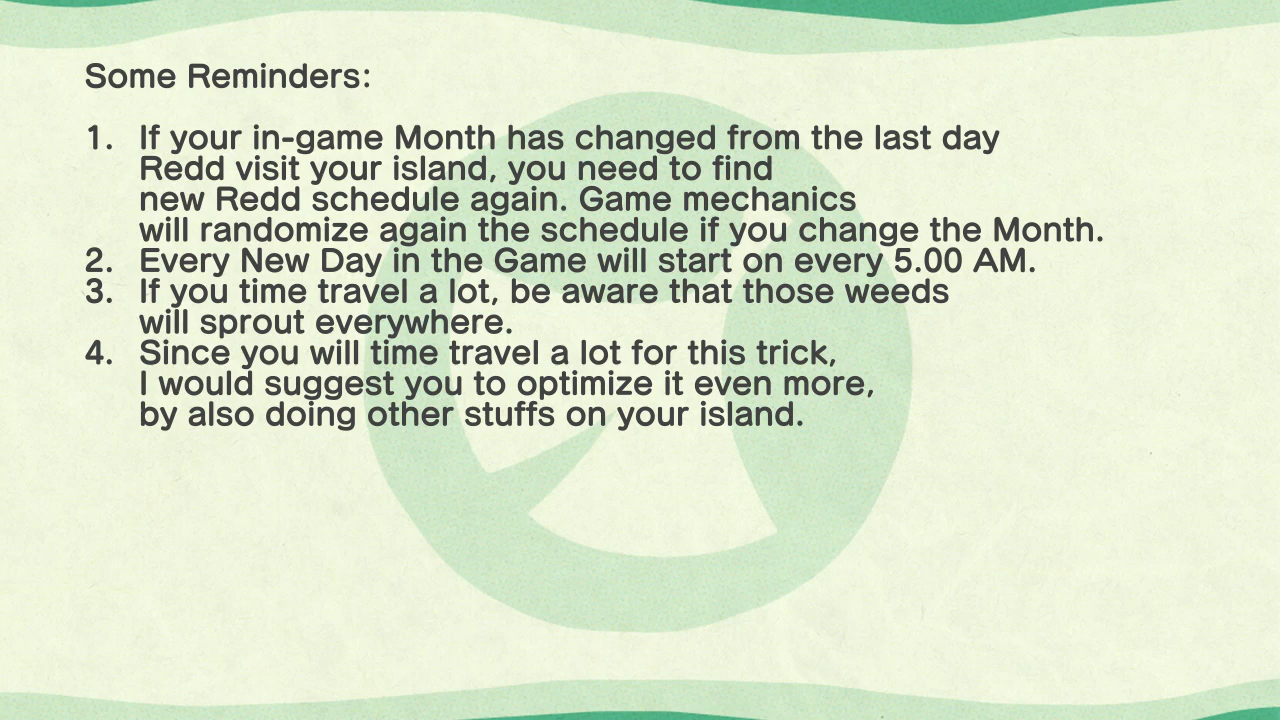 Some Reminders:
1. If your in-game Month has changed from the last day
Redd visit your island, you need to find
new Redd schedule again. Game mechanics
will randomize again the schedule if you change the Month.
2. Every New Day in the Game will start on every 5.00 AM.
3. If you time travel a lot, be aware that those weeds
will sprout everywhere.
4. Since you will time travel a lot for this trick,
I would suggest you to optimize it even more,
by also doing other stuffs on your island.